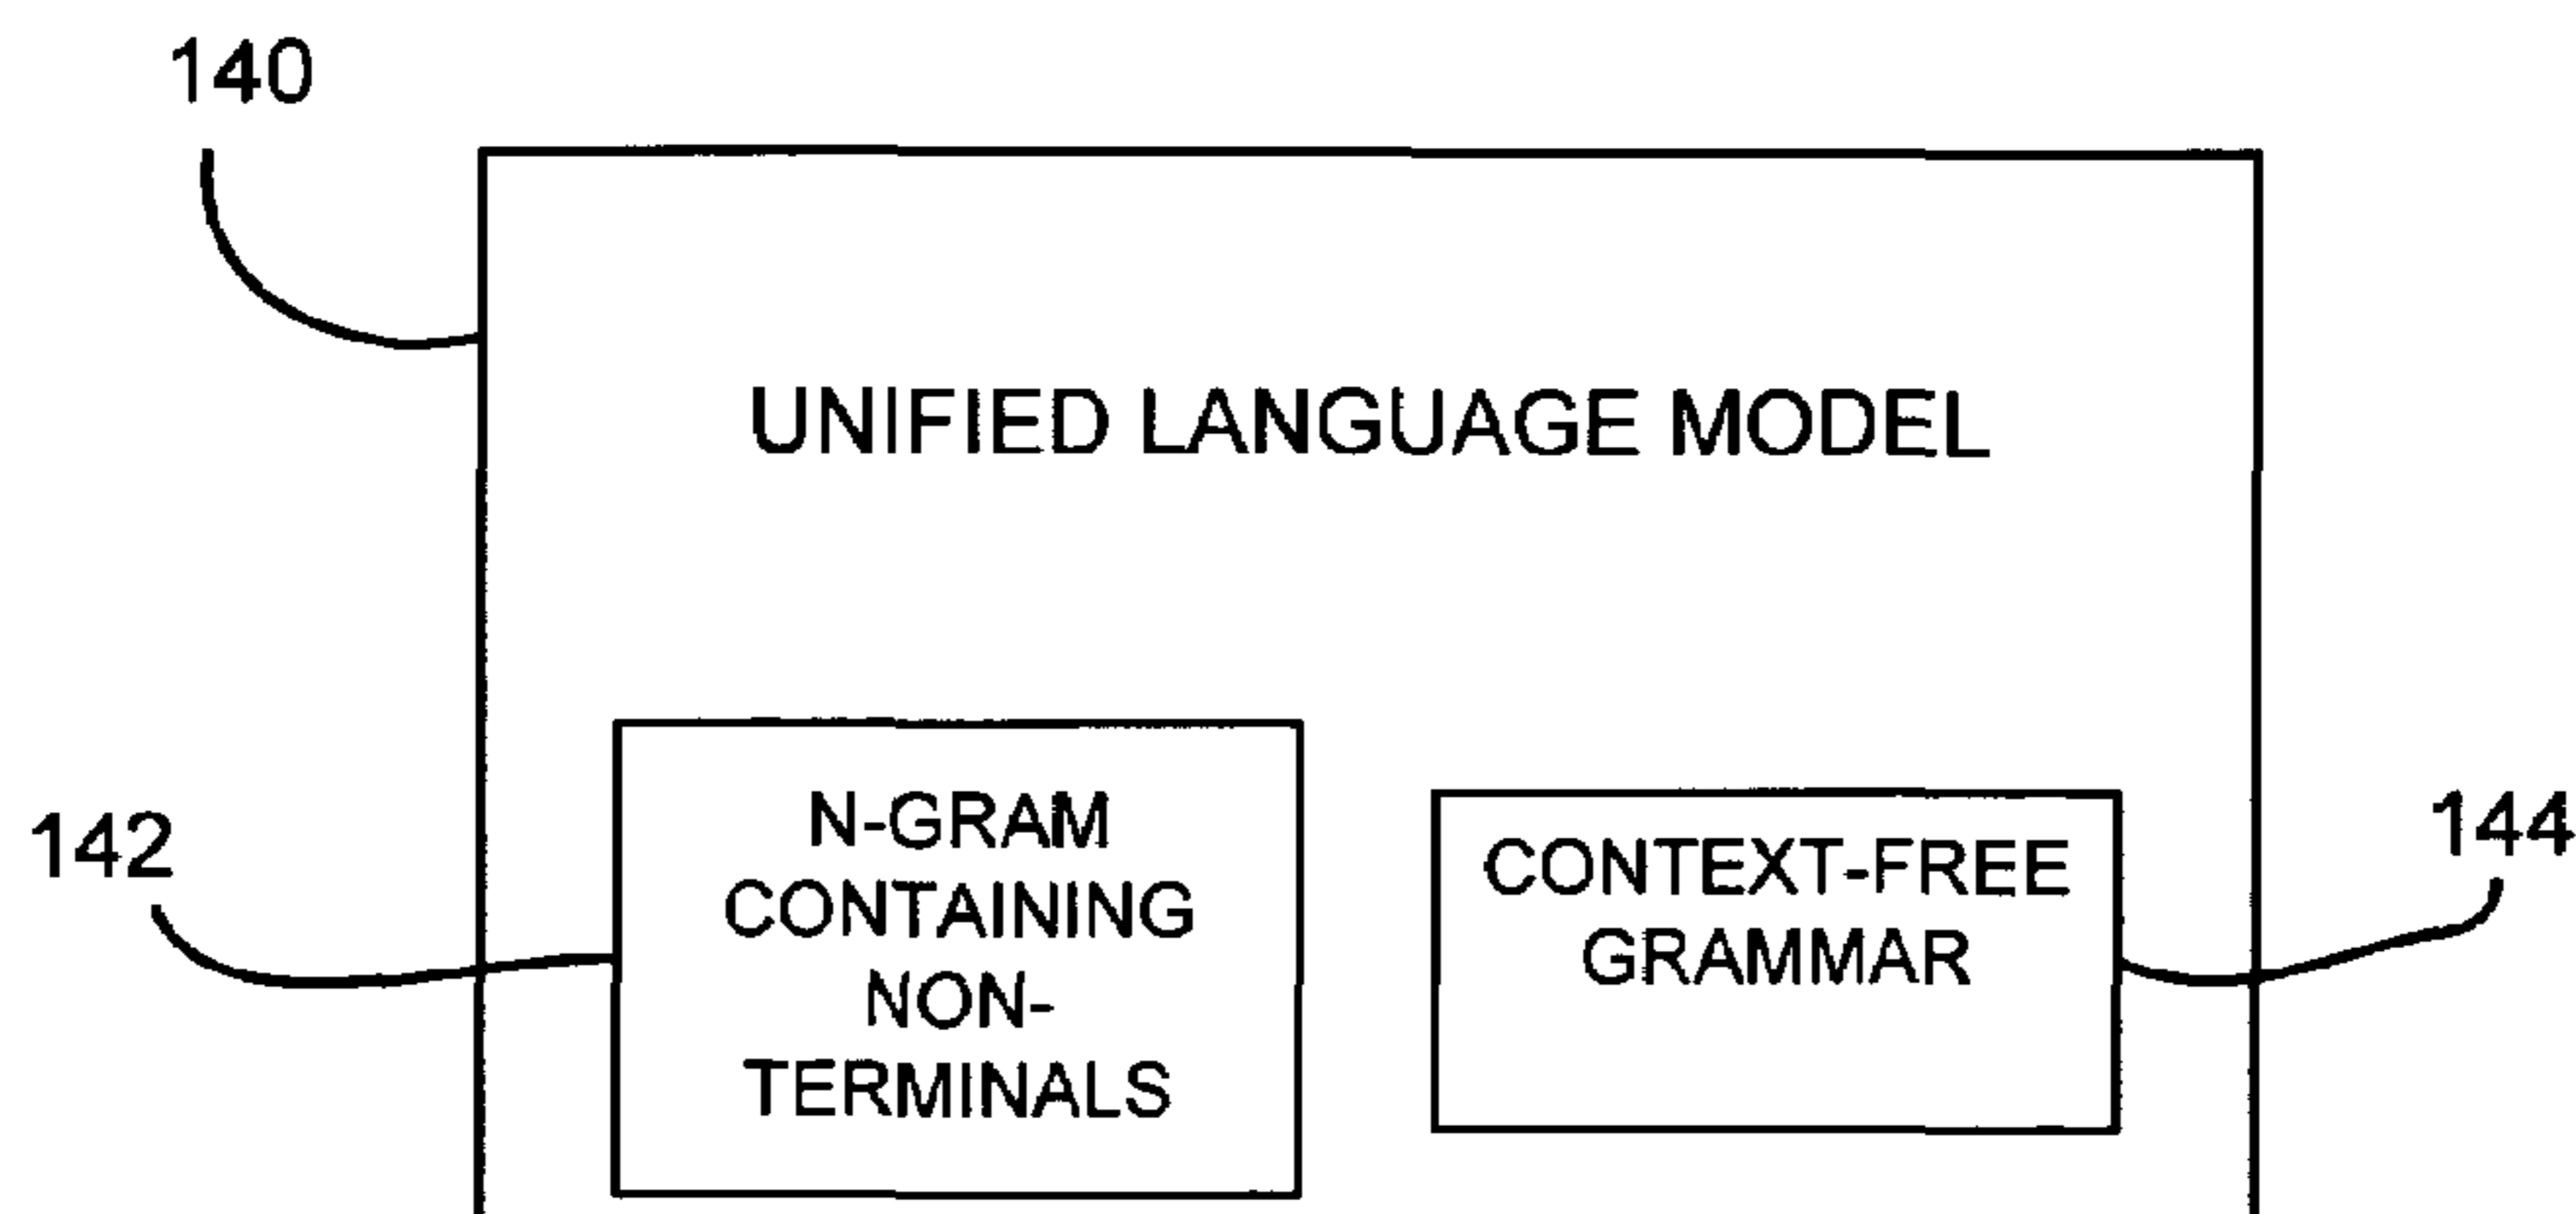 140
UNIFIED LANGUAGE MODEL
142
N-GRAM
CONTAINING
NON-
TERMINALS
CONTEXT-FREE
GRAMMAR
144